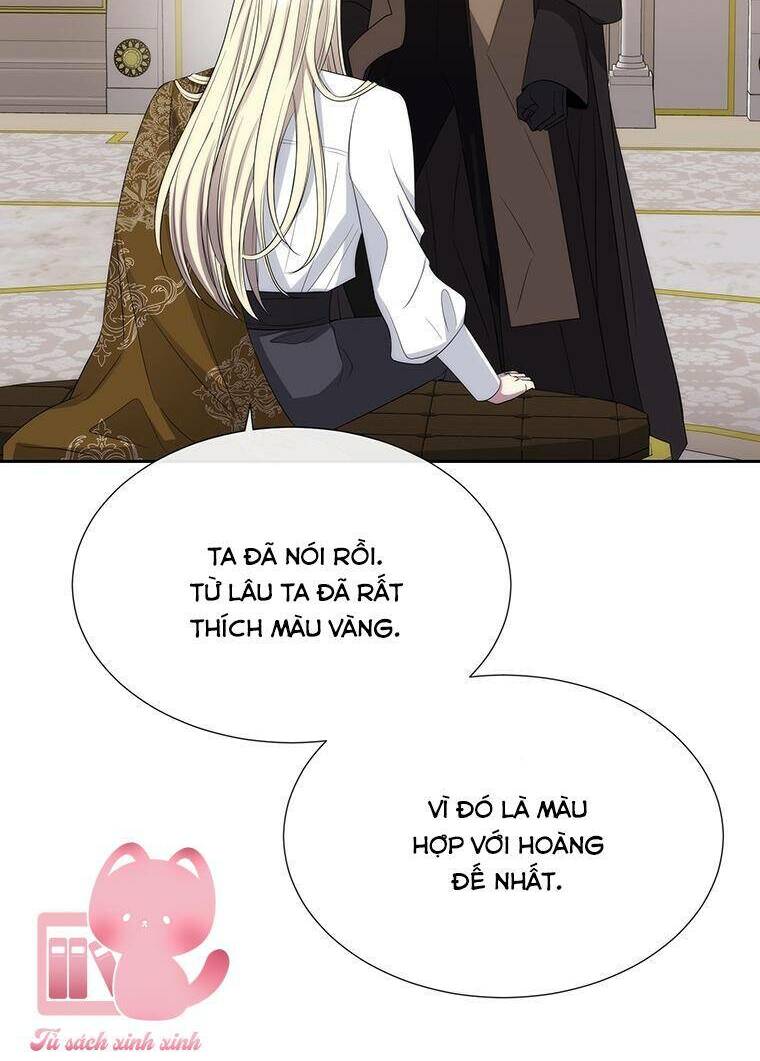 TA ĐÃ NÓI RỒI.
TỪ LÂU TA ĐÃ RẤT
THÍCH MÀU VÀNG.
VÌ ĐÓ LÀ MÀU
HỢP VỚI HOÀNG
ĐẾ NHẤT.
Tủ sách xinh xinh